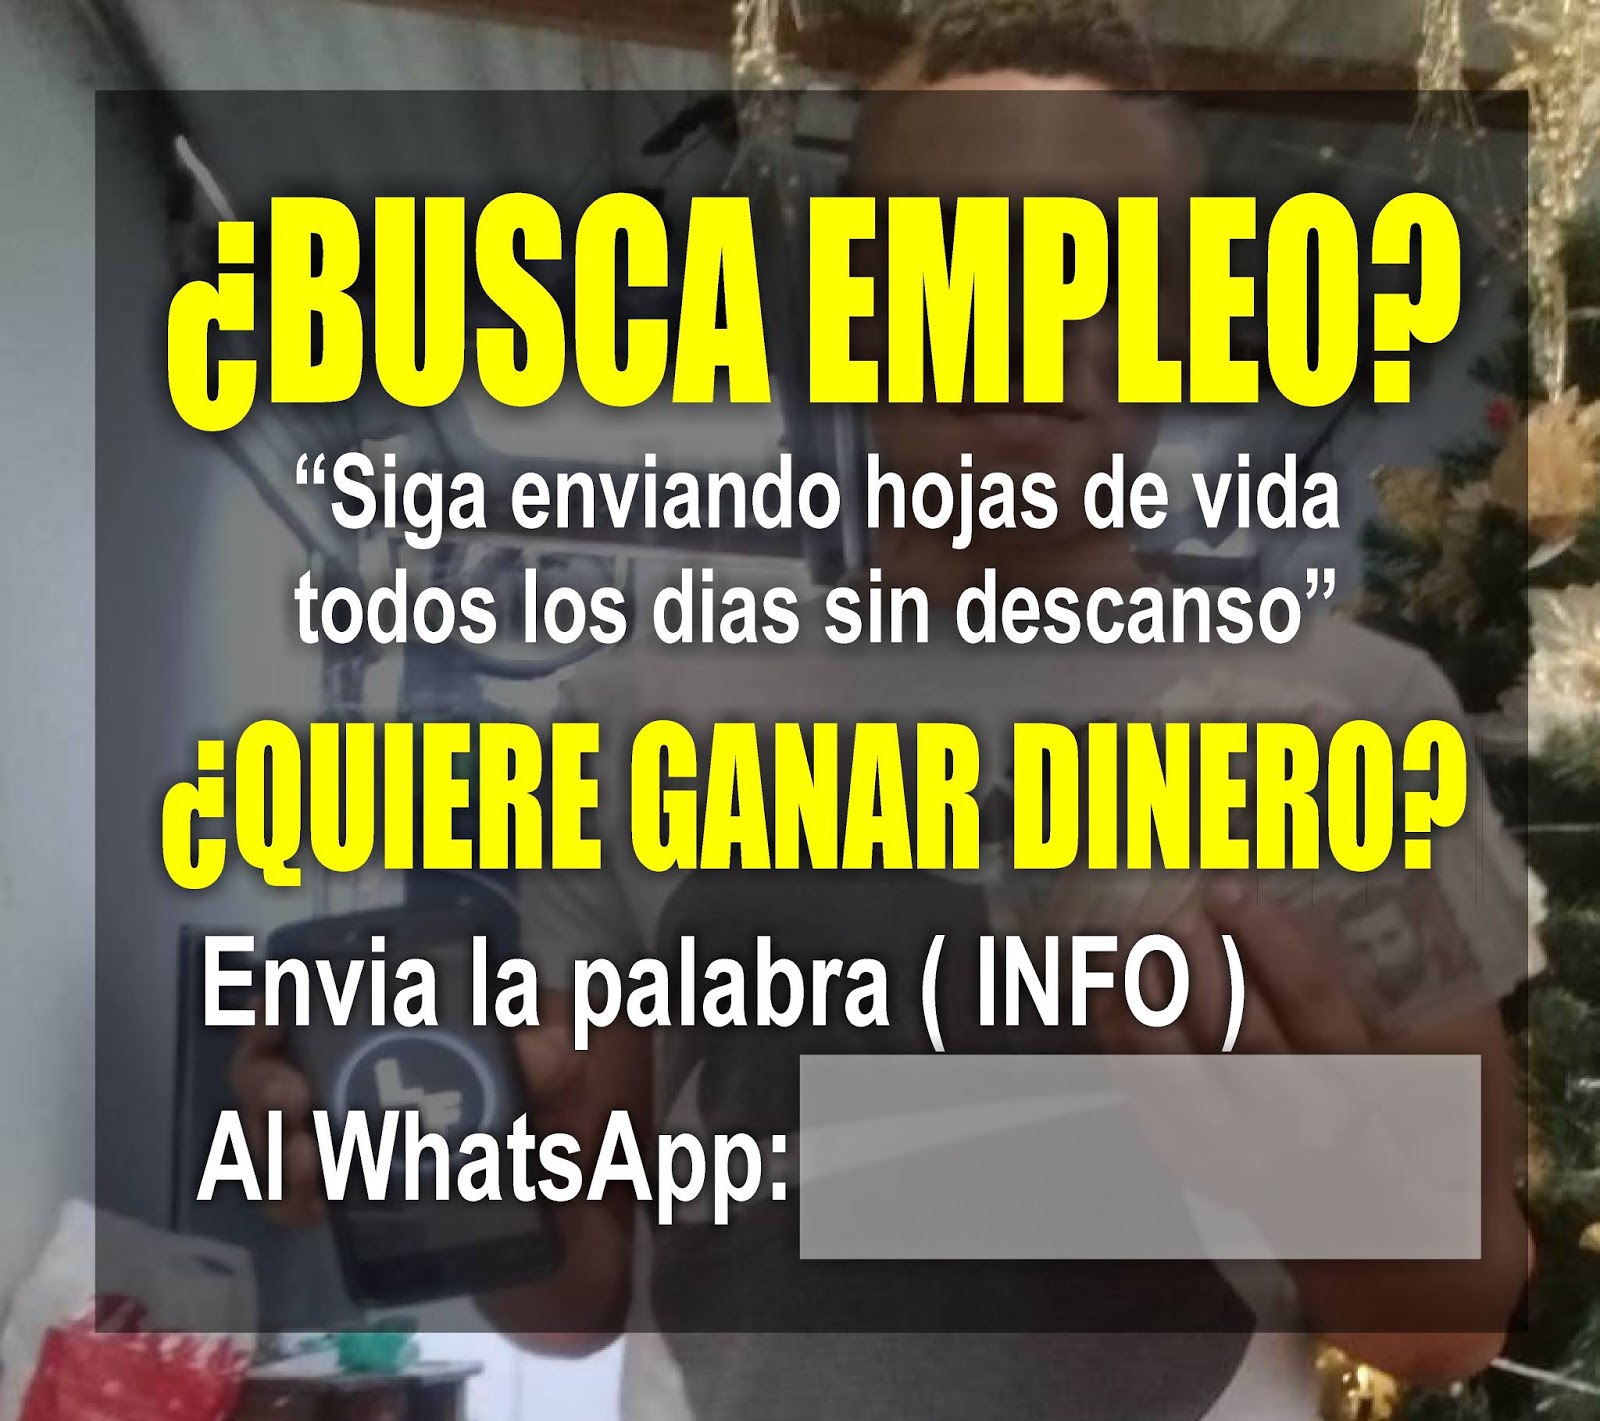 ¿BUSCA EMPLEO?
“Siga enviando hojas de vida
todos los dias sin descanso”
¿QUIERE GANAR DINERO?
Envia la palabra ( INFO )
Al WhatsApp: